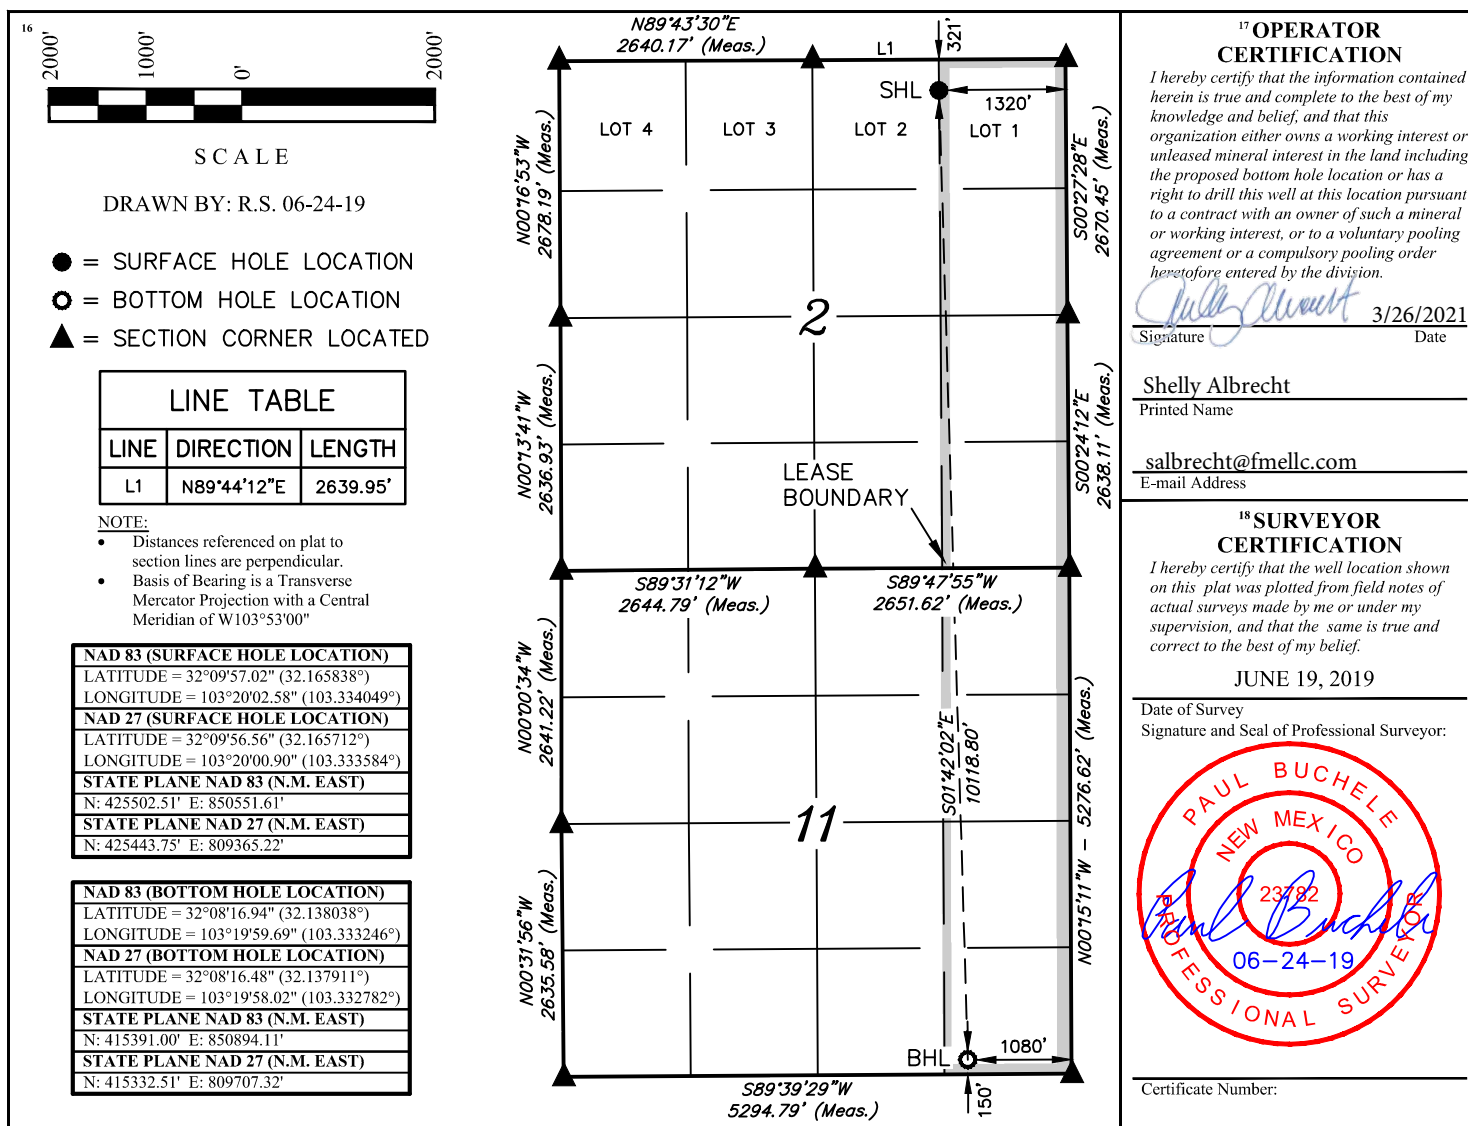 16
2000'
1000'
0'
2000'
SCALE
DRAWN BY: R.S. 06-24-19
= SURFACE HOLE LOCATION
= BOTTOM HOLE LOCATION
= SECTION CORNER LOCATED
LINE TABLE
LINE DIRECTION LENGTH
L1 N89°44'12"E 2639.95'
NOTE:
• Distances referenced on plat to
section lines are perpendicular.
• Basis of Bearing is a Transverse
Mercator Projection with a Central
Meridian of W103°53'00"
NAD 83 (SURFACE HOLE LOCATION)
LATITUDE = 32°09'57.02" (32.165838°)
LONGITUDE = 103°20'02.58" (103.334049°)
NAD 27 (SURFACE HOLE LOCATION)
LATITUDE = 32°09'56.56" (32.165712°)
LONGITUDE = 103°20'00.90" (103.333584°)
STATE PLANE NAD 83 (N.M. EAST)
N: 425502.51' E: 850551.61'
STATE PLANE NAD 27 (N.M. EAST)
N: 425443.75' E: 809365.22'
NAD 83 (BOTTOM HOLE LOCATION)
LATITUDE = 32°08'16.94" (32.138038°)
LONGITUDE = 103°19'59.69" (103.333246°)
NAD 27 (BOTTOM HOLE LOCATION)
LATITUDE = 32°08'16.48" (32.137911°)
LONGITUDE = 103°19'58.02" (103.332782°)
STATE PLANE NAD 83 (N.M. EAST)
N: 415391.00' E: 850894.11'
STATE PLANE NAD 27 (N.M. EAST)
N: 415332.51' E: 809707.32'
N89°43'30"E
2640.17' (Meas.)
L1
321'
SHL
1320'
LOT 4
LOT 3
LOT 2
LOT 1
N00°16'53"W
2678.19' (Meas.)
S00°27'28"E
2670.45' (Meas.)
2
N00°13'41"W
2636.93' (Meas.)
S00°24'12"E
2638.11' (Meas.)
LEASE
BOUNDARY
S89°31'12"W
2644.79' (Meas.)
S89°47'55"W
2651.62' (Meas.)
N00°00'34"W
2641.22' (Meas.)
S01°42'02"E
10118.80'
N00°15'11"W - 5276.62' (Meas.)
11
N00°31'56"W
2635.58' (Meas.)
BHL
1080'
150'
S89°39'29"W
5294.79' (Meas.)
17 OPERATOR
CERTIFICATION
I hereby certify that the information contained
herein is true and complete to the best of my
knowledge and belief, and that this
organization either owns a working interest or
unleased mineral interest in the land including
the proposed bottom hole location or has a
right to drill this well at this location pursuant
to a contract with an owner of such a mineral
or working interest, or to a voluntary pooling
agreement or a compulsory pooling order
heretofore entered by the division.
3/26/2021
Signature Date
Shelly Albrecht
Printed Name
salbrecht@fmellc.com
E-mail Address
18 SURVEYOR
CERTIFICATION
I hereby certify that the well location shown
on this plat was plotted from field notes of
actual surveys made by me or under my
supervision, and that the same is true and
correct to the best of my belief.
JUNE 19, 2019
Date of Survey
Signature and Seal of Professional Surveyor:
PAUL BUCHELE
NEW MEXICO
23782
Paul Buchele
06-24-19
PROFESSIONAL SURVEYOR
Certificate Number: